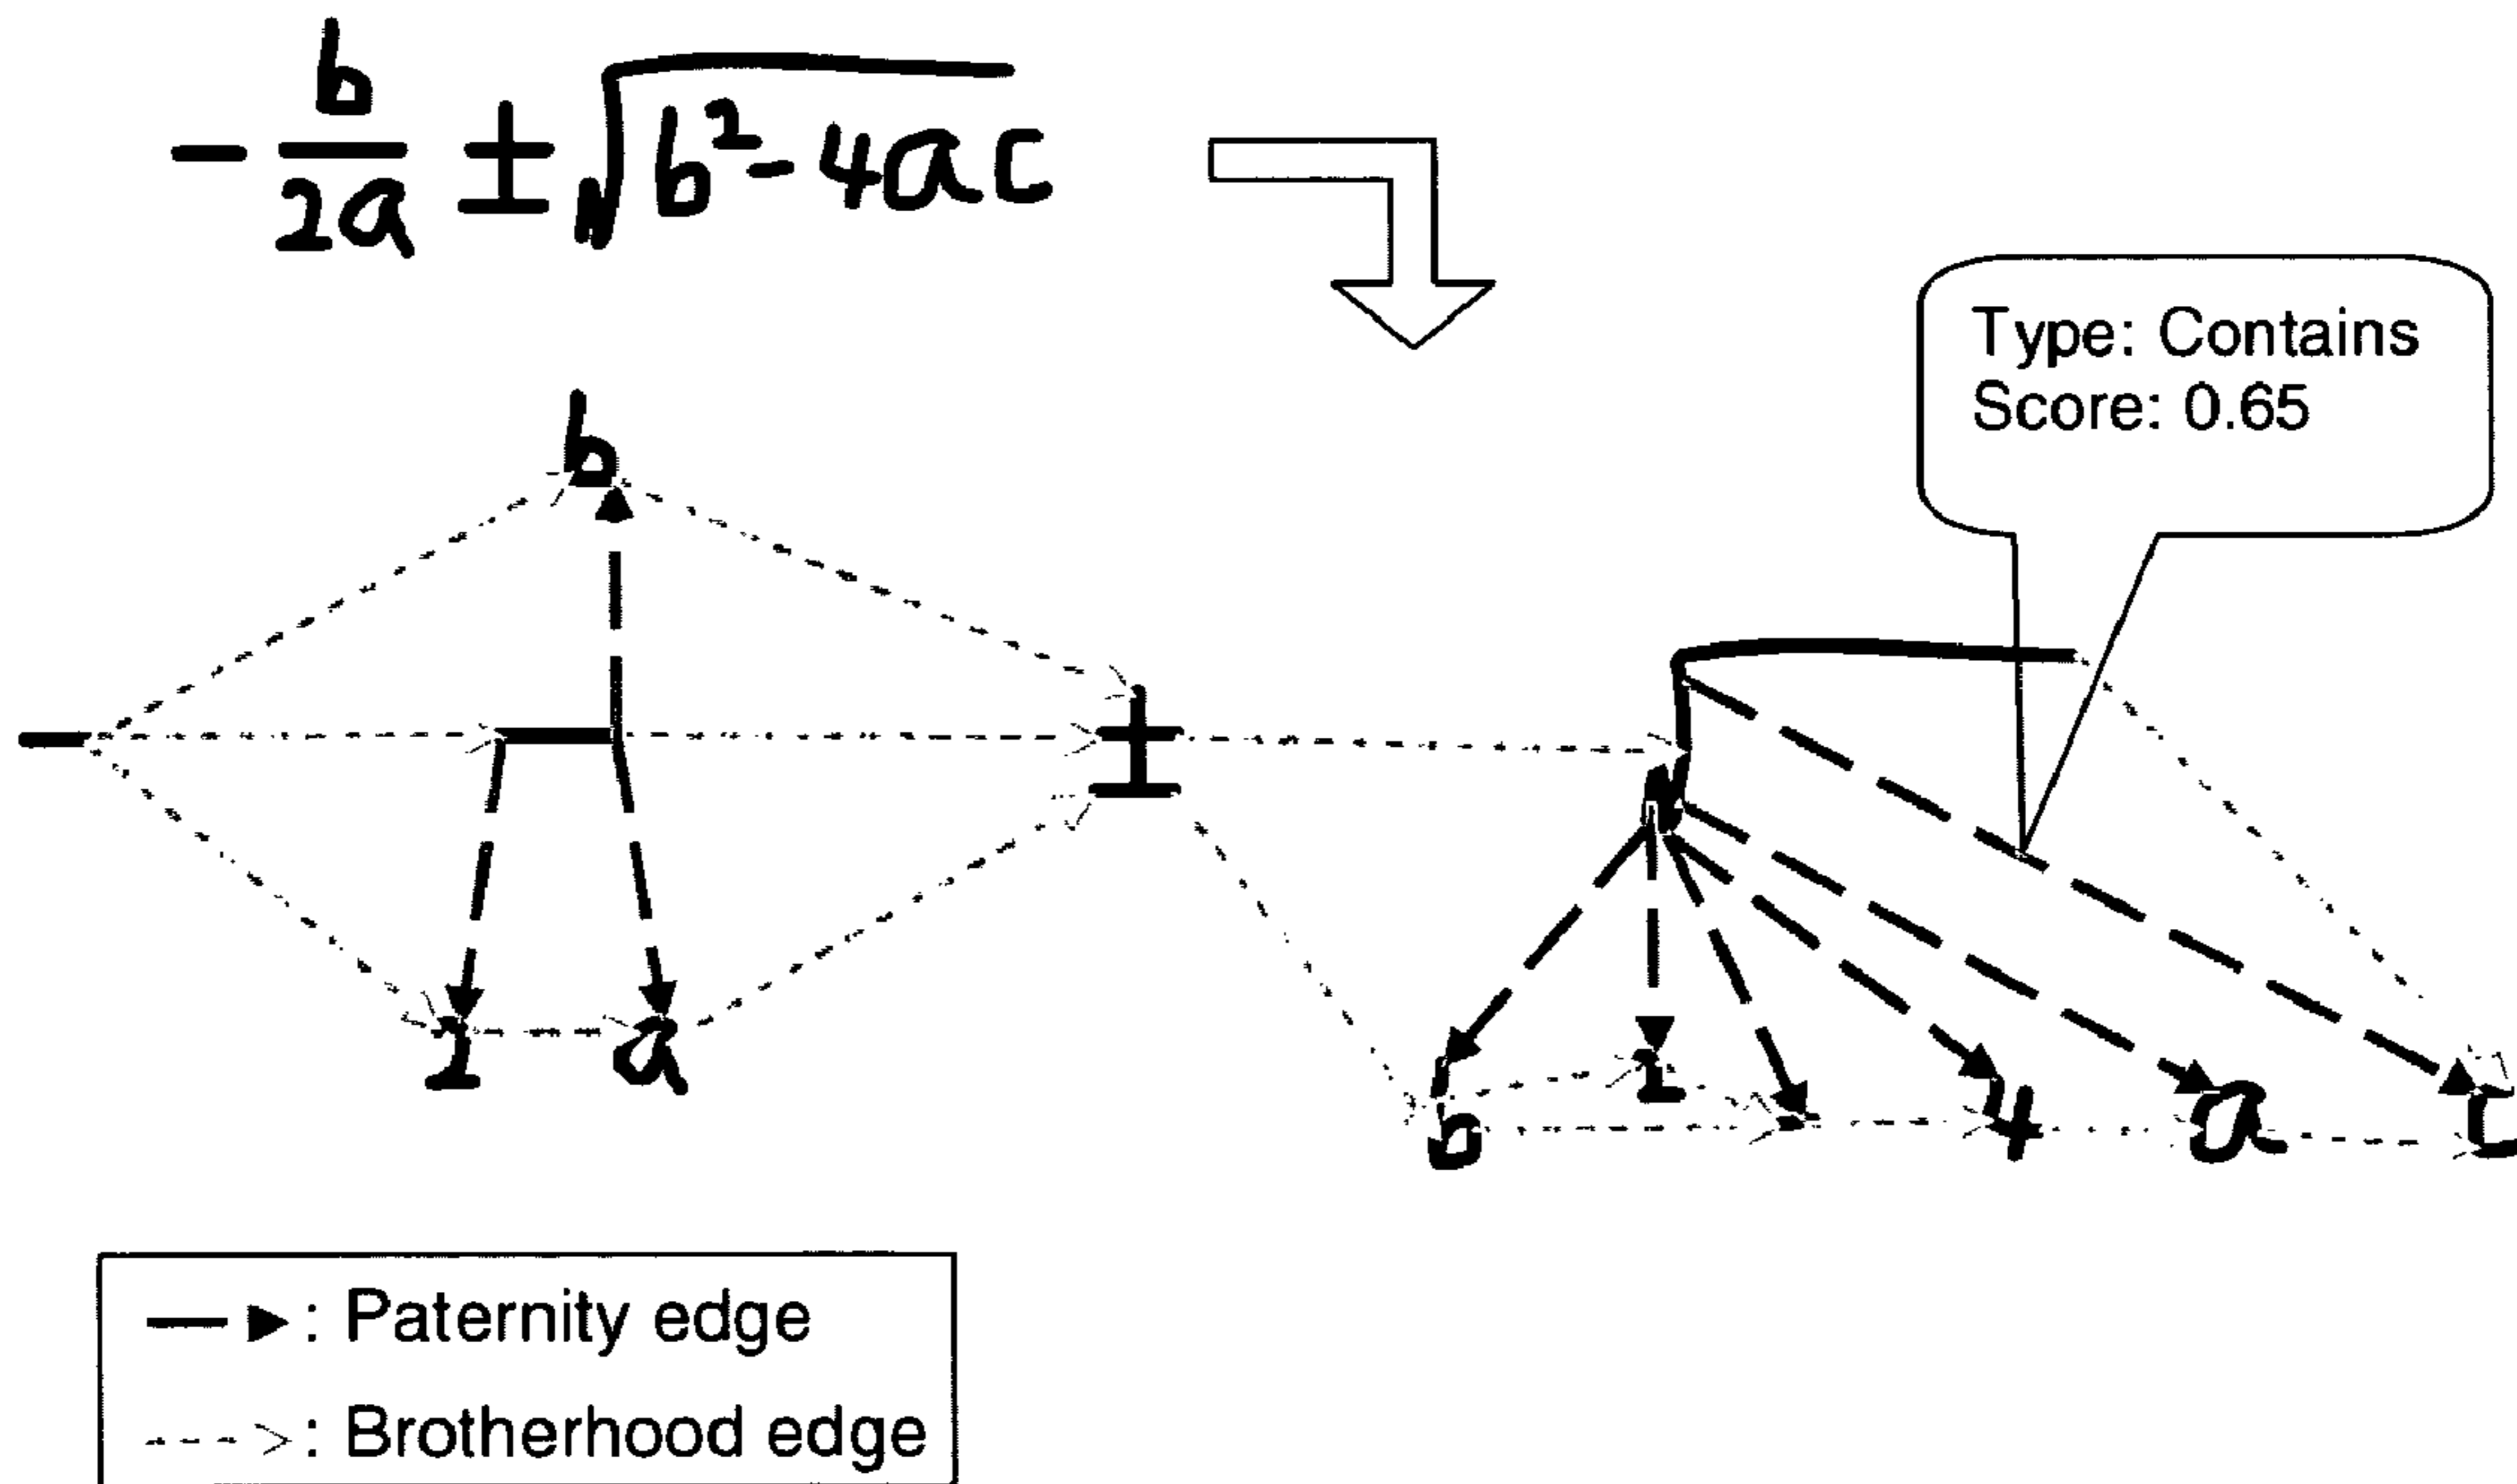 - b/2a ± √b² - 4ac
Type: Contains
Score: 0.65
b
- — ± √
2 a
b 2 - 4 a c
: Paternity edge
: Brotherhood edge